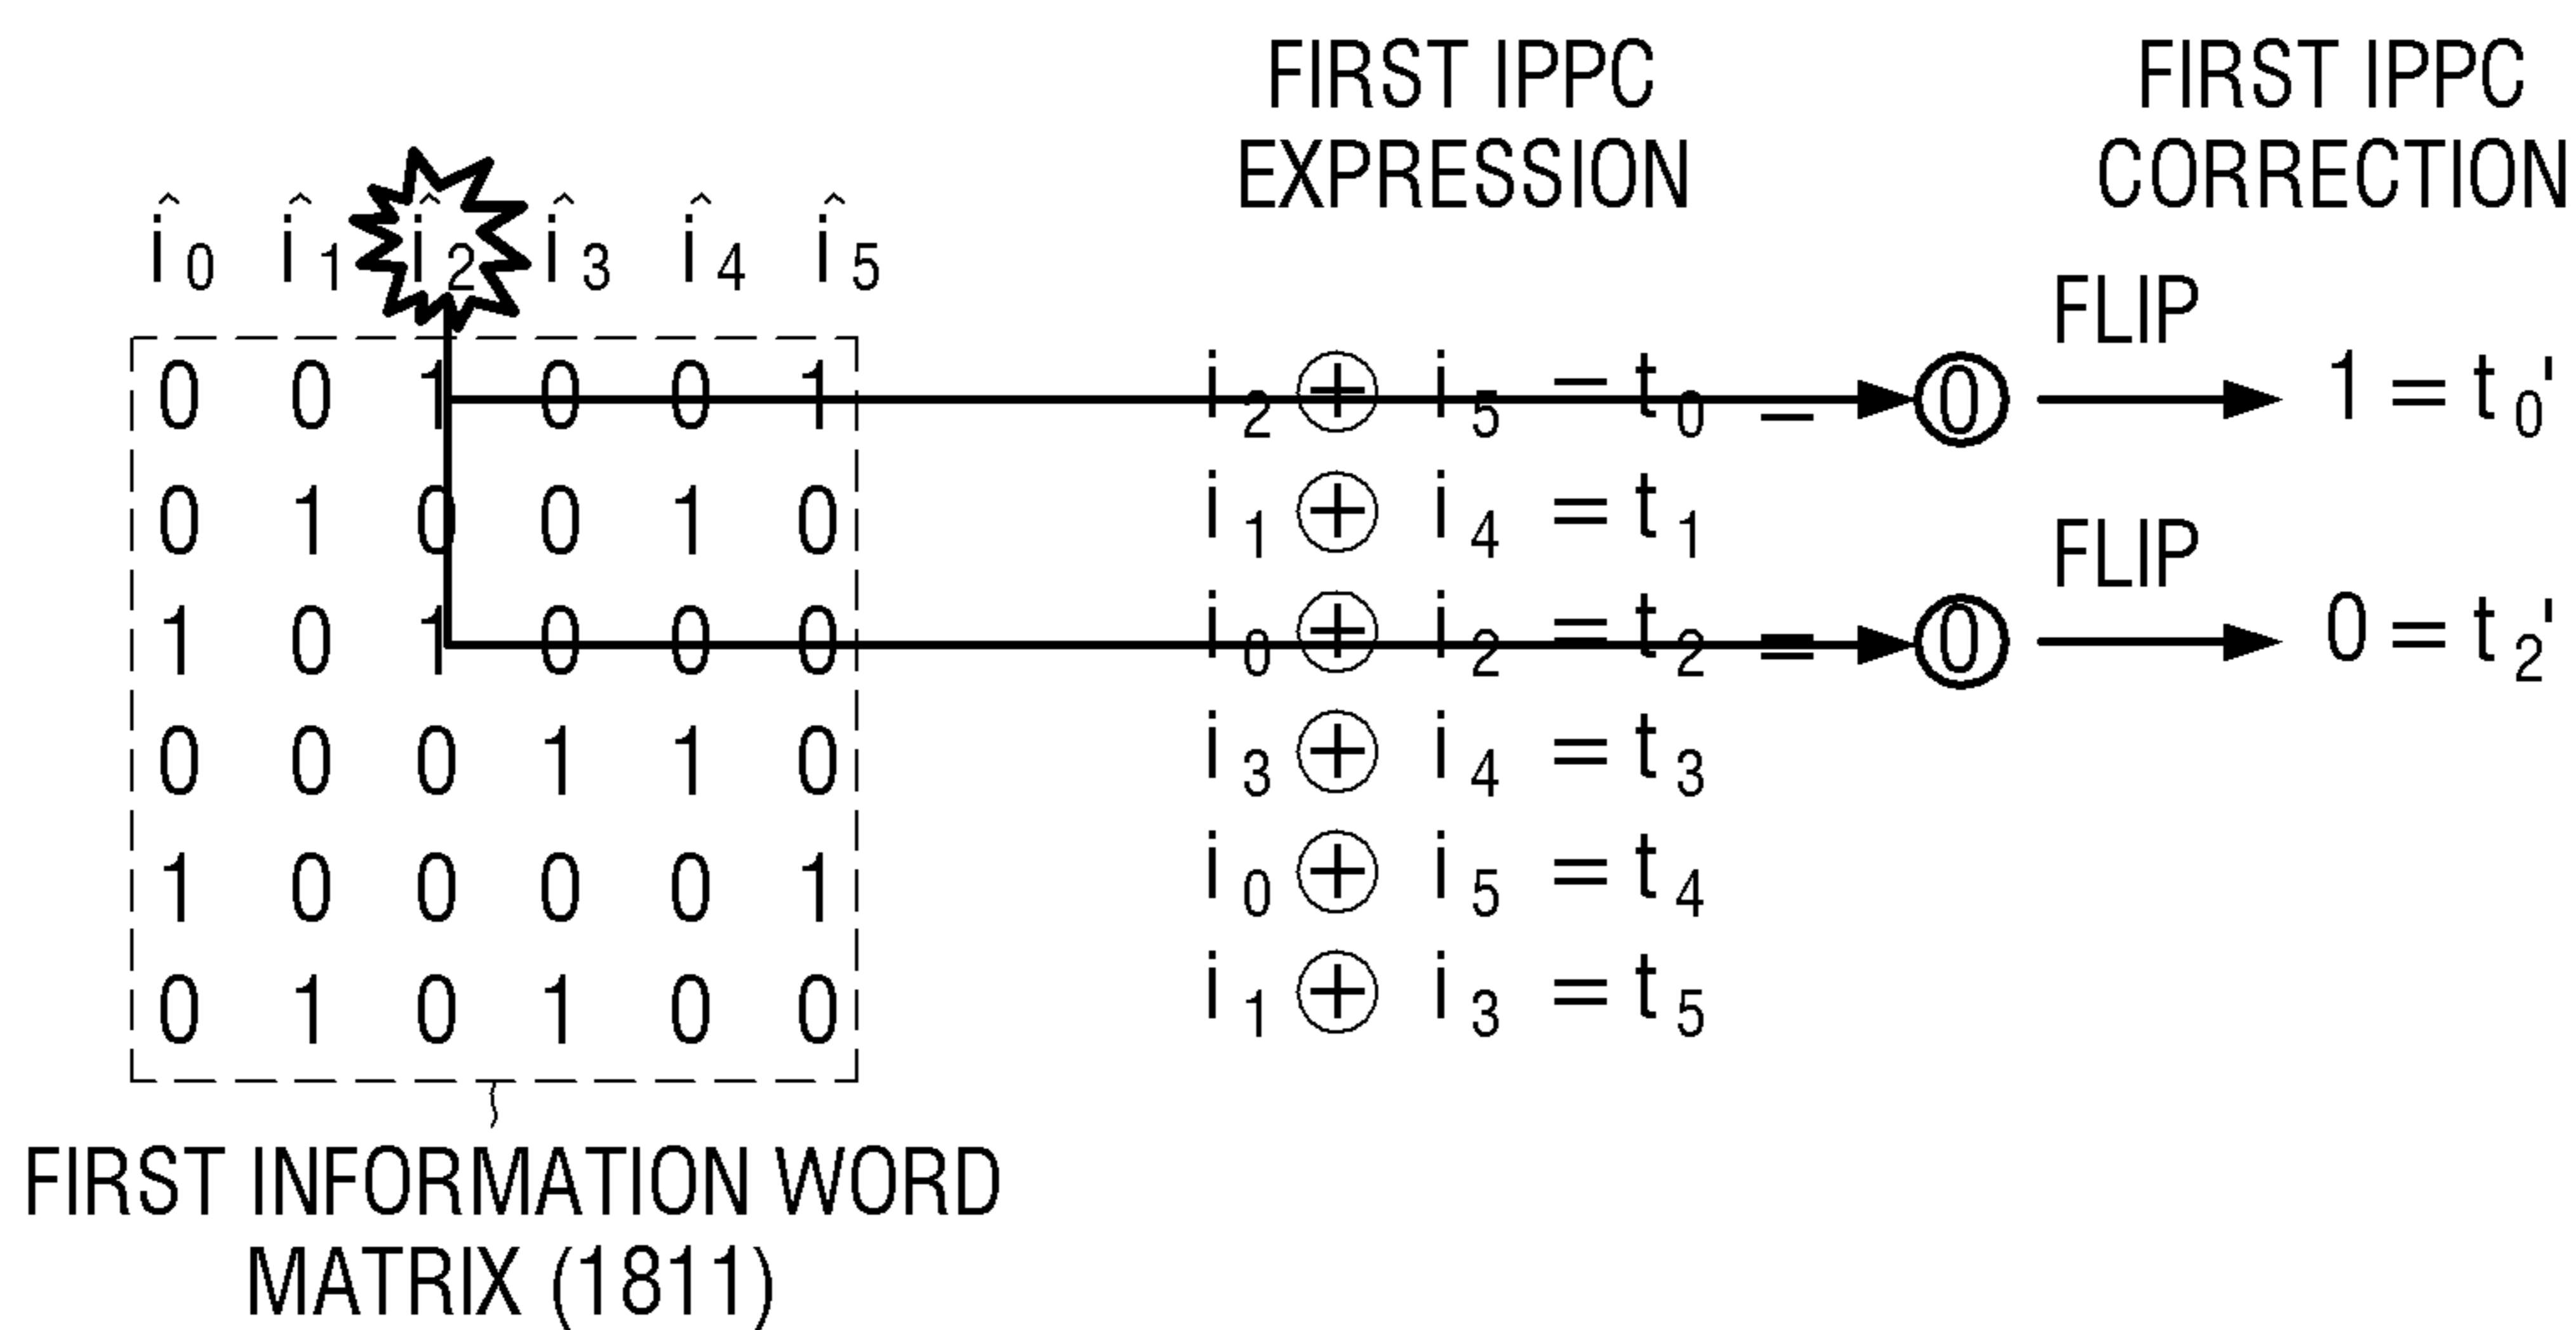 FIRST IPPC EXPRESSION
FIRST IPPC CORRECTION
î0 î1 î2 î3 î4 î5
0 0 1 0 0 1 i2 ⊕ i5 − t0 − 0 FLIP 1 = t0'
0 1 0 0 1 0 i1 ⊕ i4 = t1
1 0 1 0 0 0 i0 ⊕ i2 = t2 = 0 FLIP 0 = t2'
0 0 0 1 1 0 i3 ⊕ i4 = t3
1 0 0 0 0 1 i0 ⊕ i5 = t4
0 1 0 1 0 0 i1 ⊕ i3 = t5
FIRST INFORMATION WORD
MATRIX (1811)